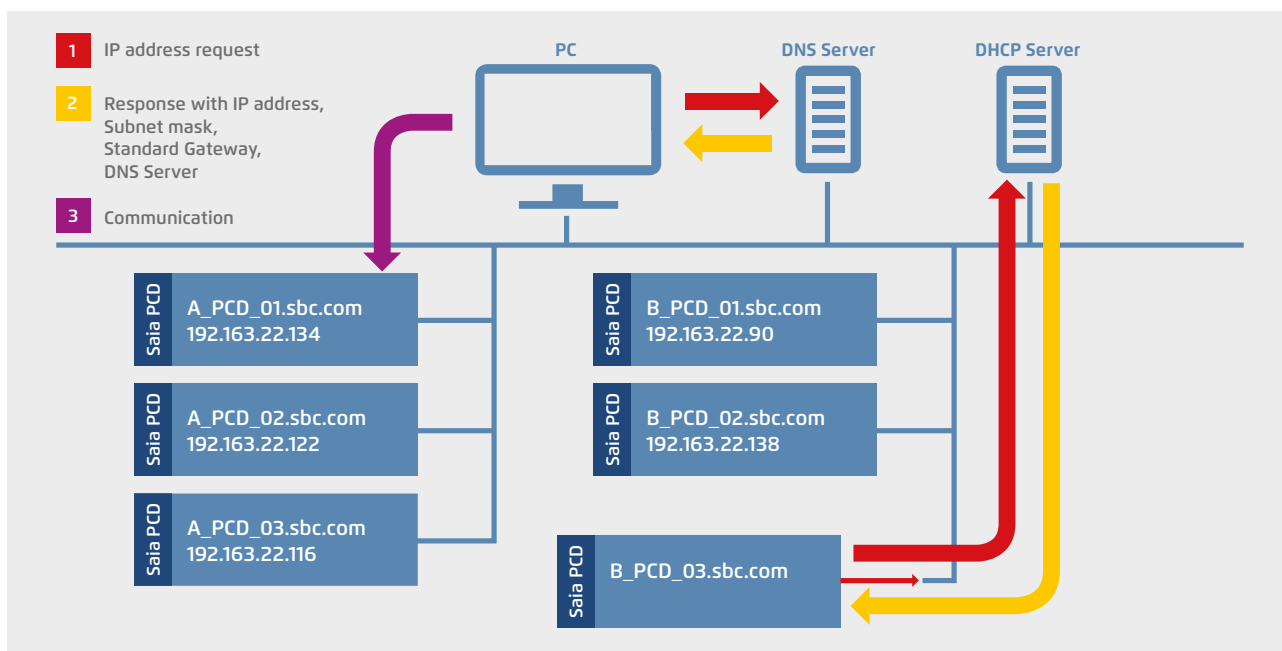 1 IP address request
2 Response with IP address,
Subnet mask,
Standard Gateway,
DNS Server
3 Communication
PC
DNS Server
DHCP Server
Saia PCD
A_PCD_01.sbc.com
192.163.22.134
Saia PCD
A_PCD_02.sbc.com
192.163.22.122
Saia PCD
A_PCD_03.sbc.com
192.163.22.116
Saia PCD
B_PCD_01.sbc.com
192.163.22.90
Saia PCD
B_PCD_02.sbc.com
192.163.22.138
Saia PCD
B_PCD_03.sbc.com